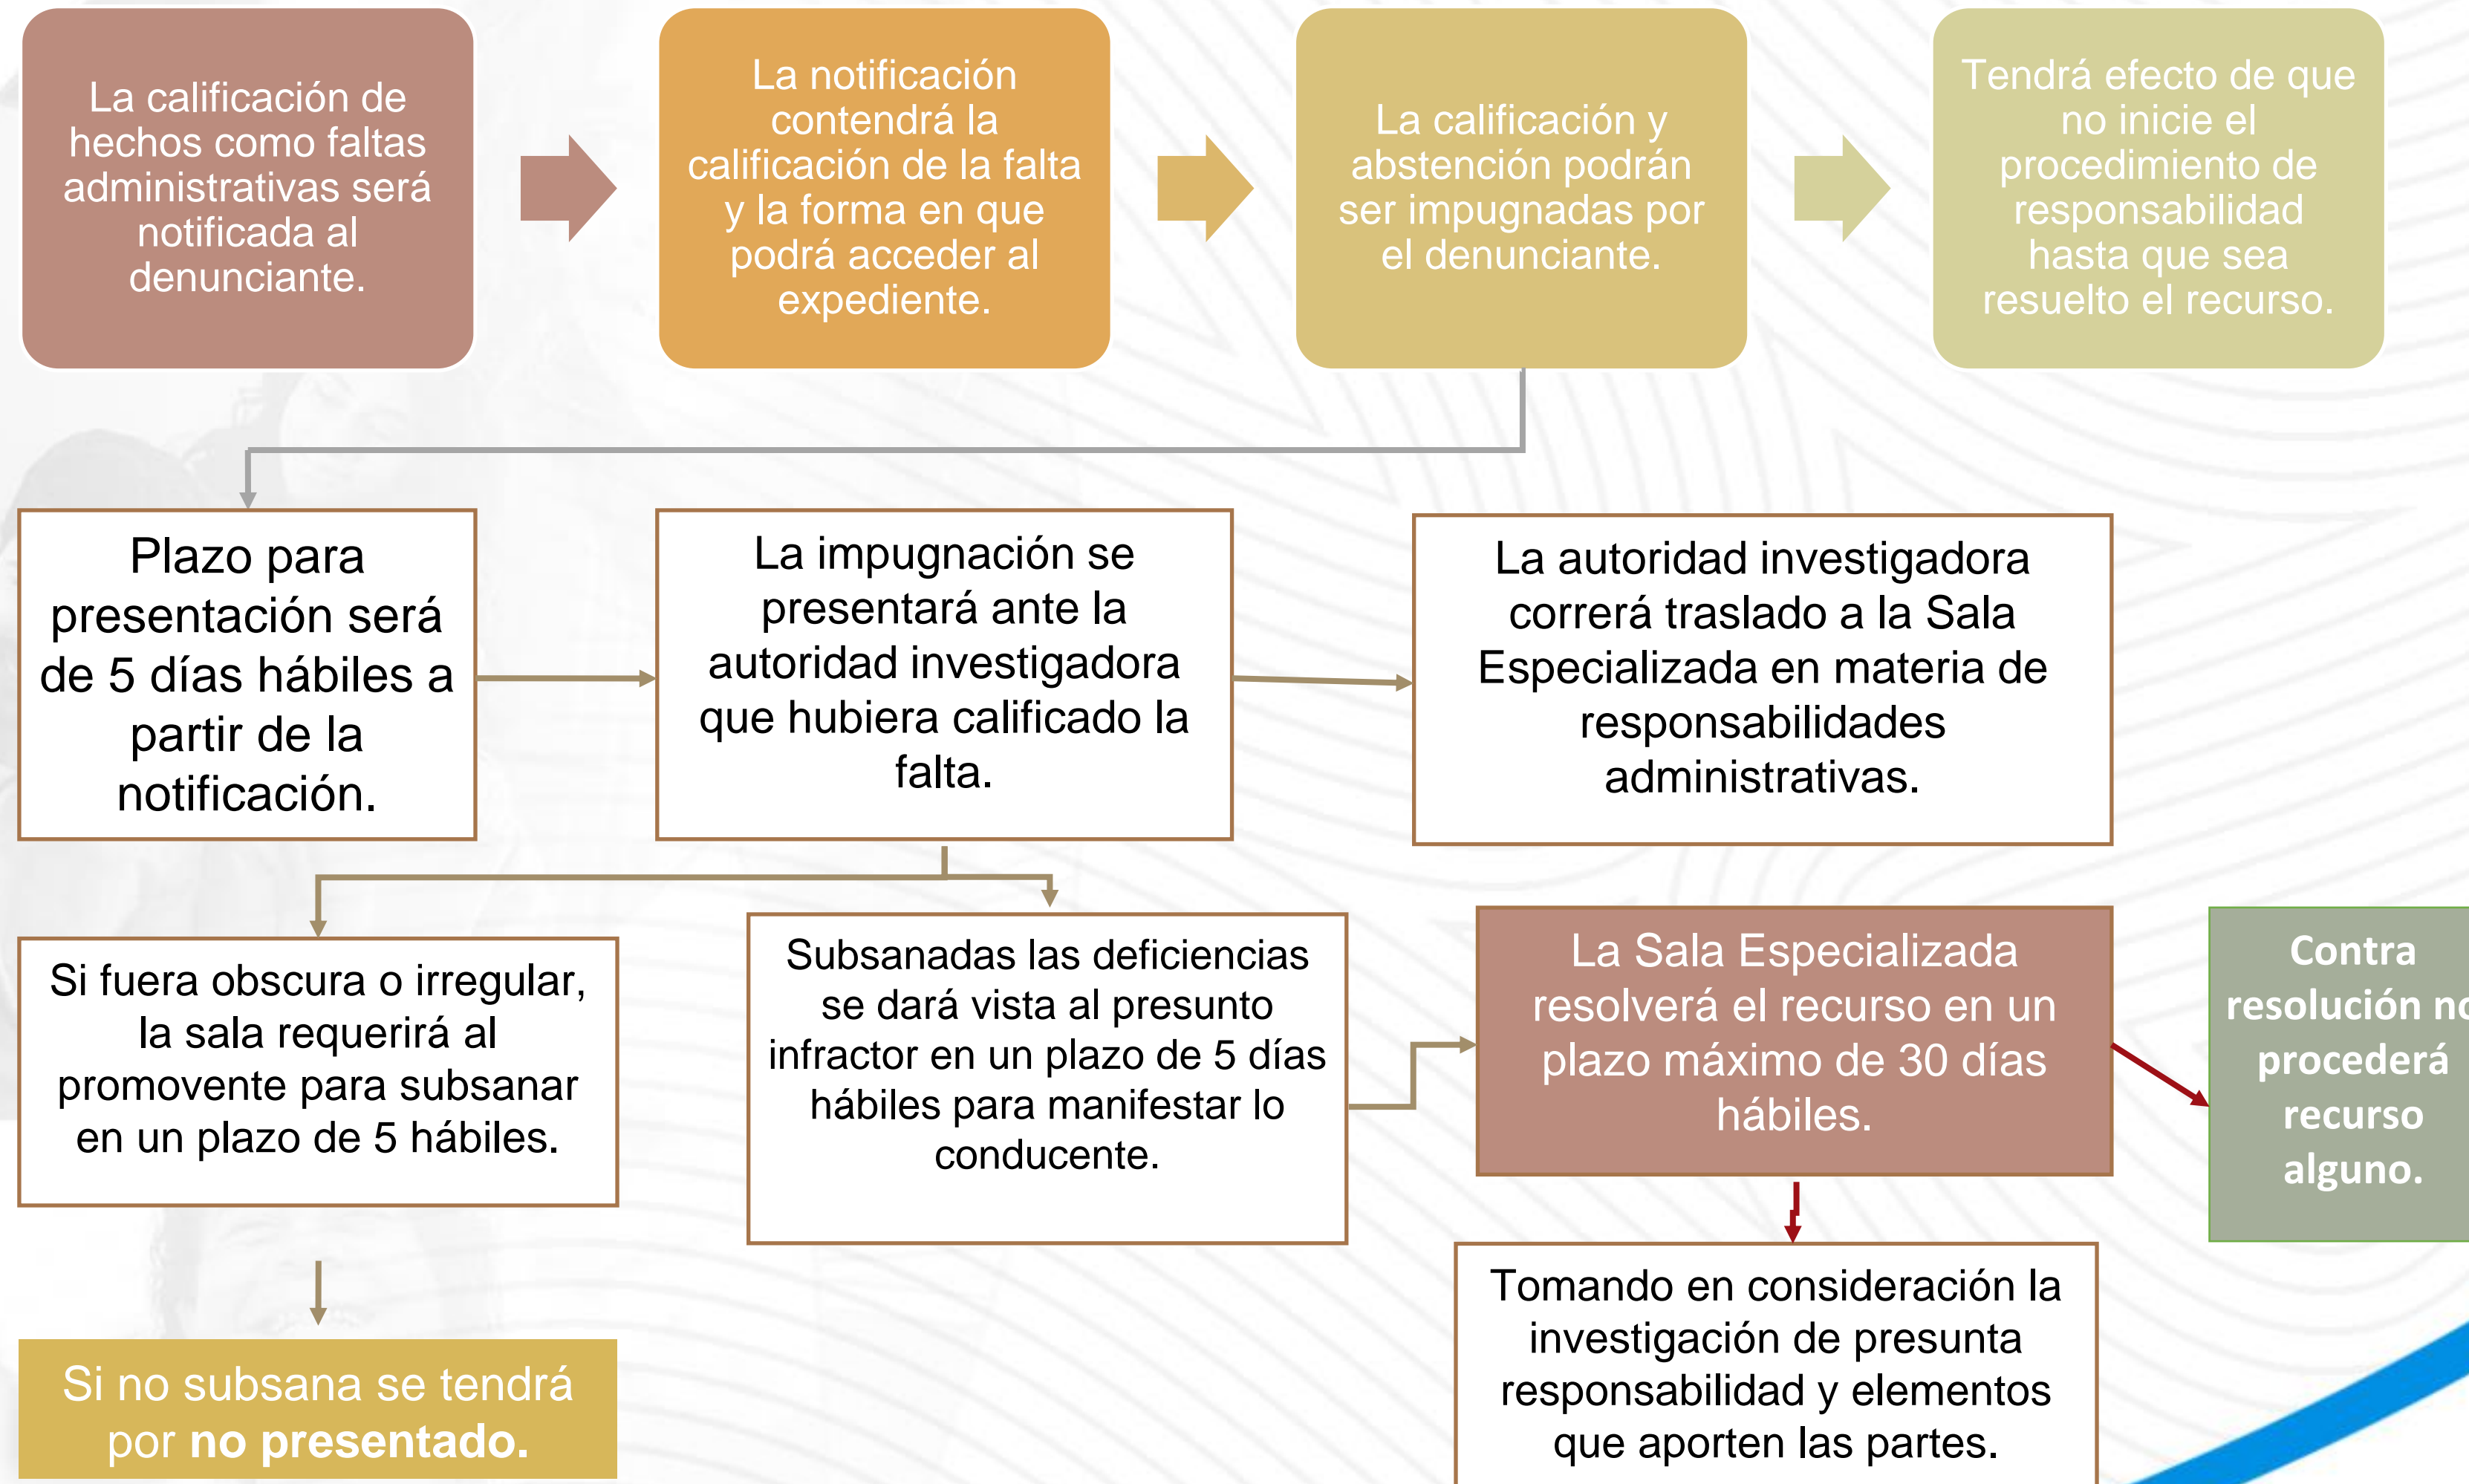 La calificación de
hechos como faltas
administrativas será
notificada al
denunciante.
La notificación
contendrá la
calificación de la falta
y la forma en que
podrá acceder al
expediente.
La calificación y
abstención podrán
ser impugnadas por
el denunciante.
Tendrá efecto de que
no inicie el
procedimiento de
responsabilidad
hasta que sea
resuelto el recurso.
Plazo para
presentación será
de 5 días hábiles a
partir de la
notificación.
La impugnación se
presentará ante la
autoridad investigadora
que hubiera calificado la
falta.
La autoridad investigadora
correrá traslado a la Sala
Especializada en materia de
responsabilidades
administrativas.
Si fuera obscura o irregular,
la sala requerirá al
promovente para subsanar
en un plazo de 5 hábiles.
Subsanadas las deficiencias
se dará vista al presunto
infractor en un plazo de 5 días
hábiles para manifestar lo
conducente.
La Sala Especializada
resolverá el recurso en un
plazo máximo de 30 días
hábiles.
Contra
resolución no
procederá
recurso
alguno.
Si no subsana se tendrá
por no presentado.
Tomando en consideración la
investigación de presunta
responsabilidad y elementos
que aporten las partes.